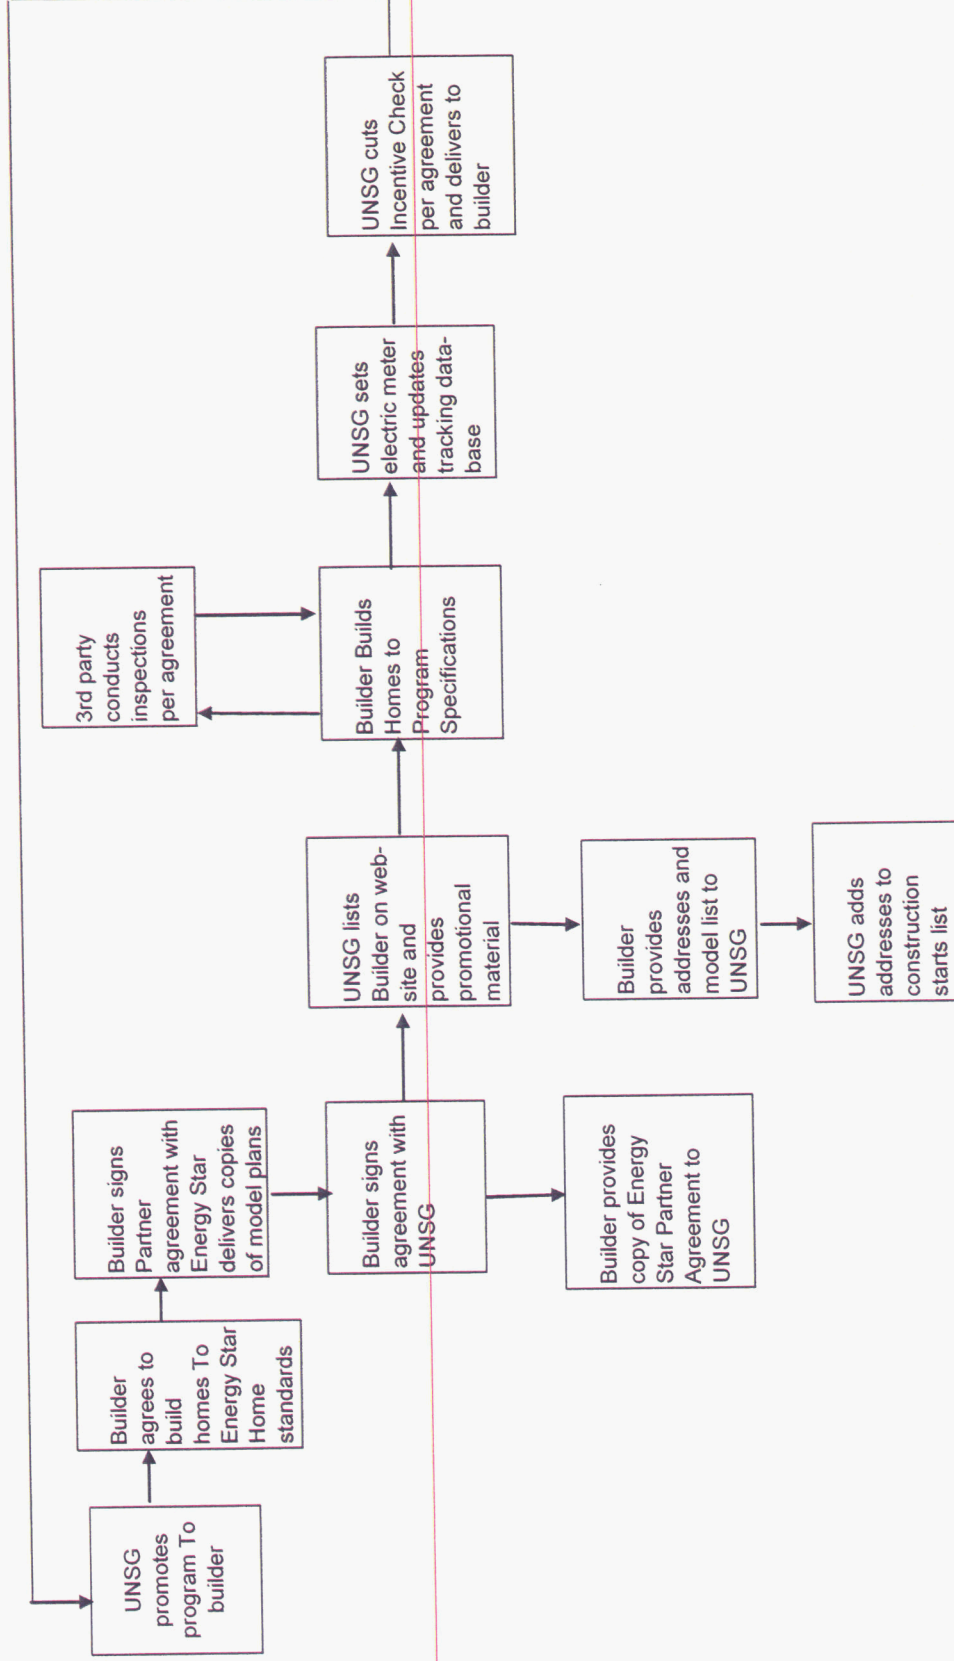 UNSG
promotes
program To
builder
Builder
agrees to
build
homes To
Energy Star
Home
standards
Builder signs
Partner
agreement with
Energy Star
delivers copies
of model plans
Builder signs
agreement with
UNSG
Builder provides
copy of Energy
Star Partner
Agreement to
UNSG
UNSG lists
Builder on web-
site and
provides
promotional
material
Builder
provides
addresses and
model list to
UNSG
UNSG adds
addresses to
construction
starts list
3rd party
conducts
inspections
per agreement
Builder Builds
Homes to
Program
Specifications
UNSG sets
electric meter
and updates
tracking data-
base
UNSG cuts
Incentive Check
per agreement
and delivers to
builder